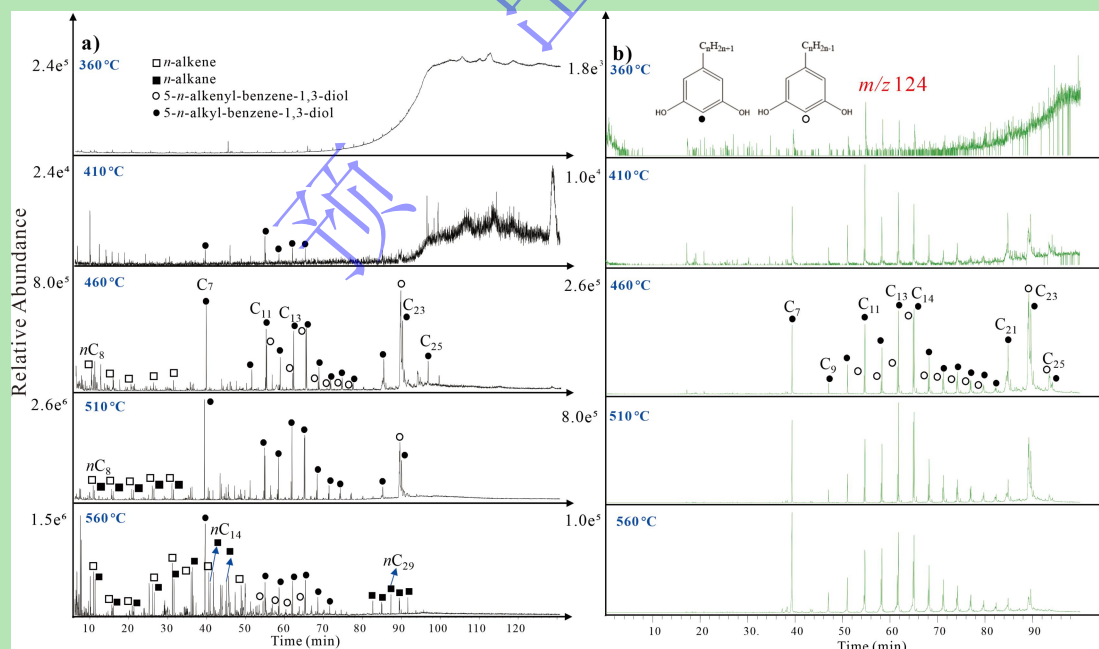 a)
360℃
2.4e⁵
□ n-alkene
■ n-alkane
○ 5-n-alkenyl-benzene-1,3-diol
● 5-n-alkyl-benzene-1,3-diol
410℃
2.4e⁴
460℃
8.0e⁵
C₇
C₁₁
C₁₃
C₂₃
C₂₅
nC₈
510℃
2.6e⁶
nC₈
560℃
1.5e⁶
nC₁₄
nC₂₉
Relative Abundance
10 20 30 40 50 60 70 80 90 100 110 120
Time (min)
b)
360℃
1.8e³
CnH2n+1
CnH2n-1
HO OH HO OH
m/z 124
410℃
1.0e⁴
460℃
2.6e⁵
C₇
C₉
C₁₁
C₁₃
C₁₄
C₂₁
C₂₃
C₂₅
510℃
8.0e⁵
560℃
1.0e⁵
10 20 30. 40 50 60 70 80 90
Time (min)
预